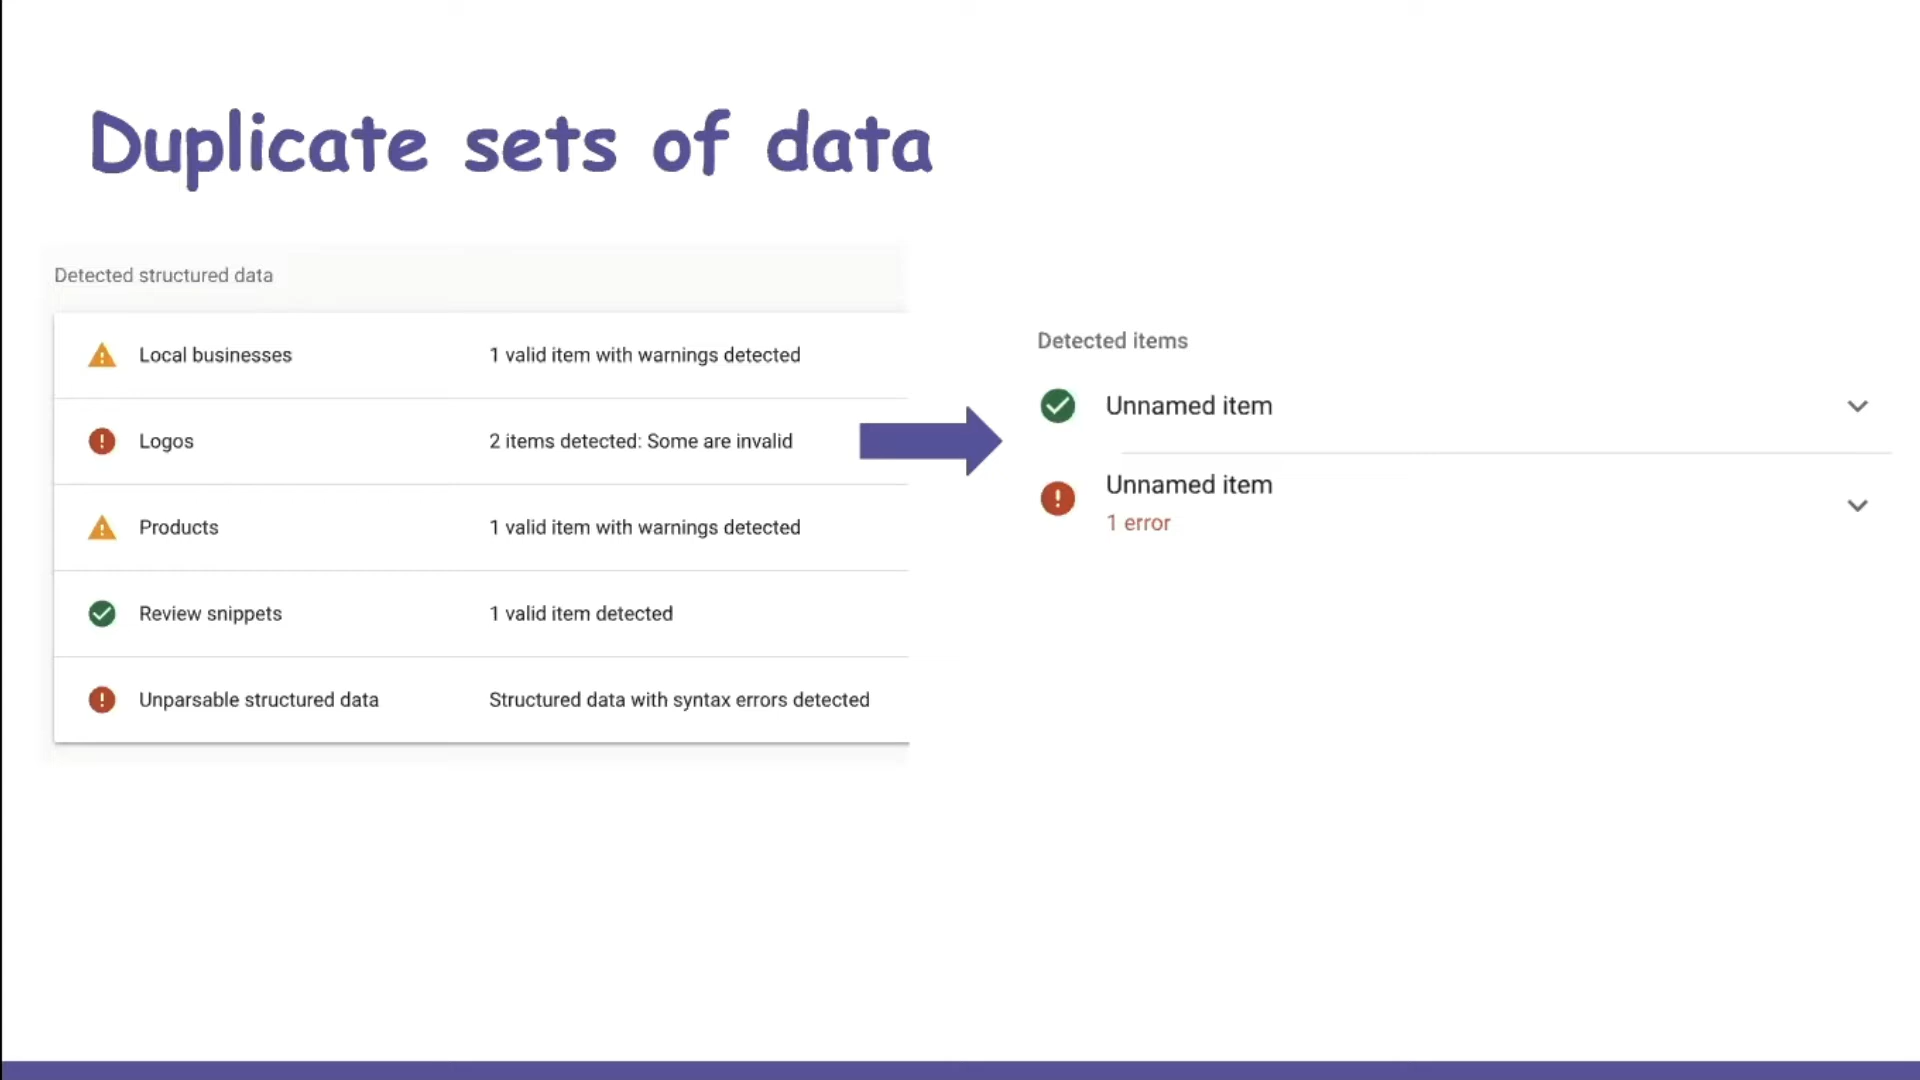 Duplicate sets of data
Detected structured data
Local businesses 1 valid item with warnings detected
Logos 2 items detected: Some are invalid
Products 1 valid item with warnings detected
Review snippets 1 valid item detected
Unparsable structured data Structured data with syntax errors detected
Detected items
Unnamed item
Unnamed item
1 error